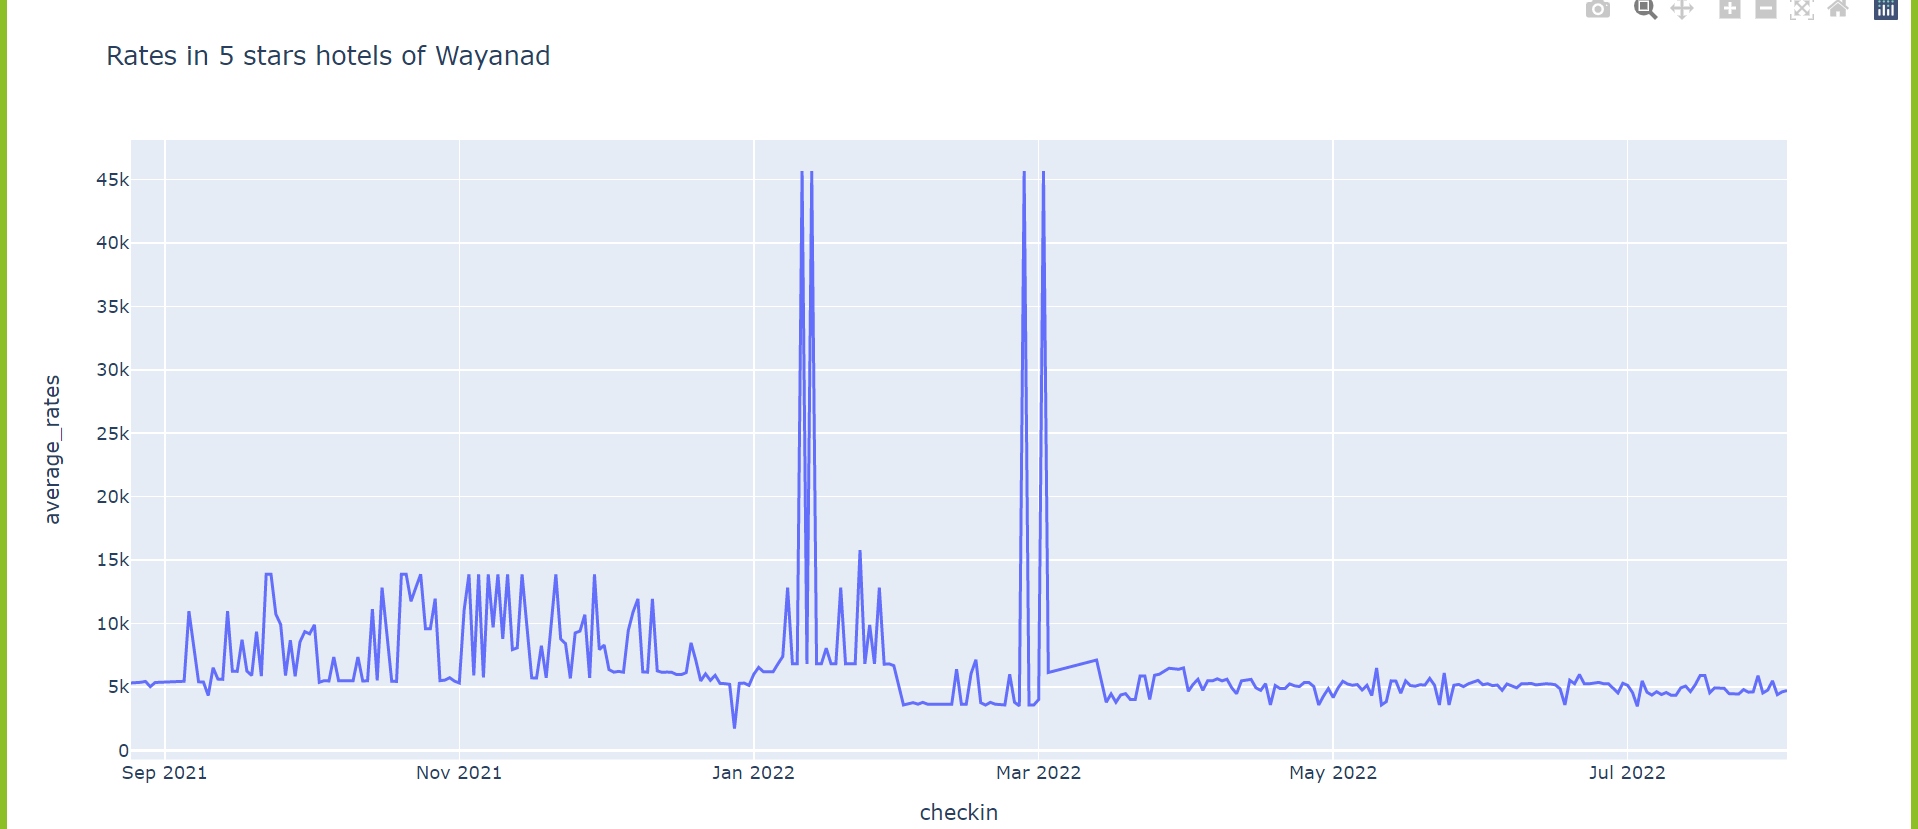 Rates in 5 stars hotels of Wayanad
45k
40k
35k
30k
25k
20k
15k
10k
5k
0
average_rates
Sep 2021 Nov 2021 Jan 2022 Mar 2022 May 2022 Jul 2022
checkin